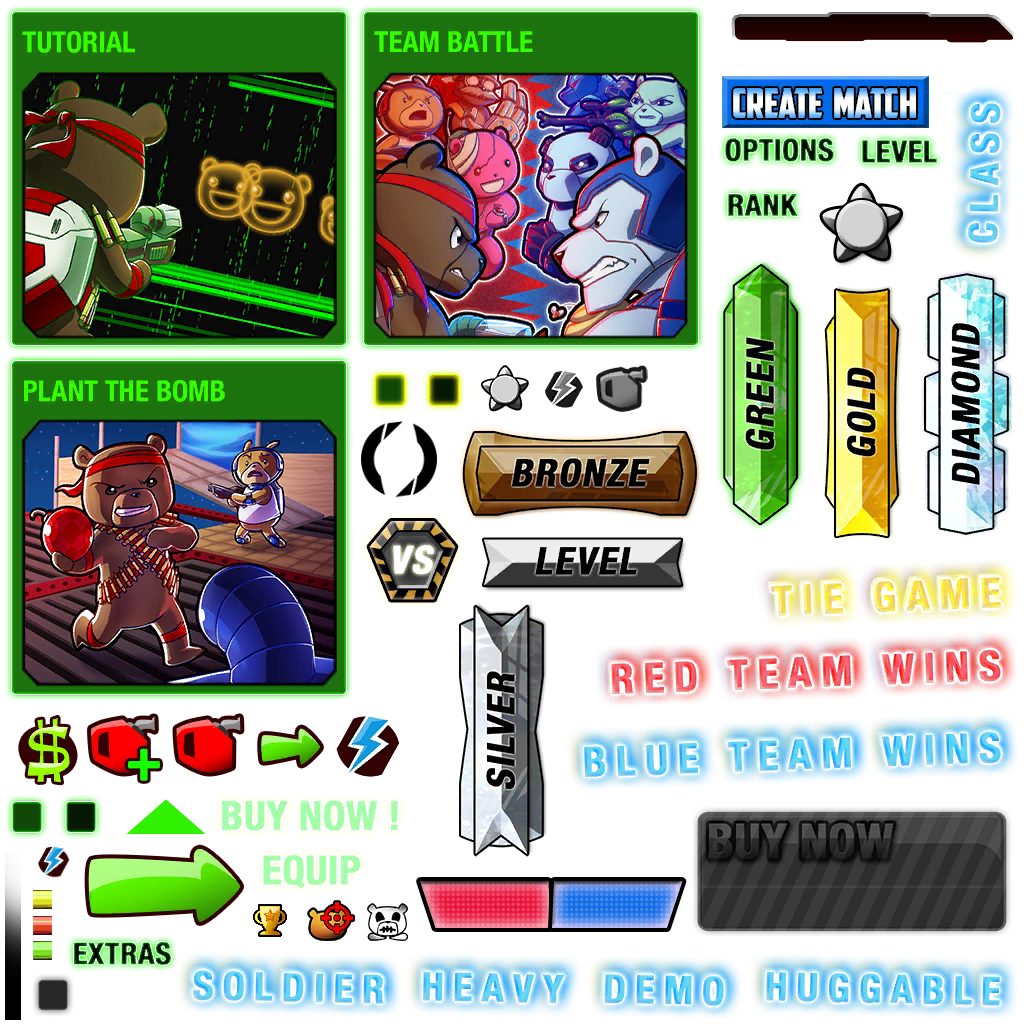 TUTORIAL
TEAM BATTLE
CREATE MATCH
OPTIONS
LEVEL
CLASS
RANK
GREEN
GOLD
DIAMOND
PLANT THE BOMB
BRONZE
VS
LEVEL
TIE GAME
RED TEAM WINS
SILVER
BLUE TEAM WINS
$
BUY NOW !
BUY NOW
EQUIP
EXTRAS
SOLDIER
HEAVY
DEMO
HUGGABLE